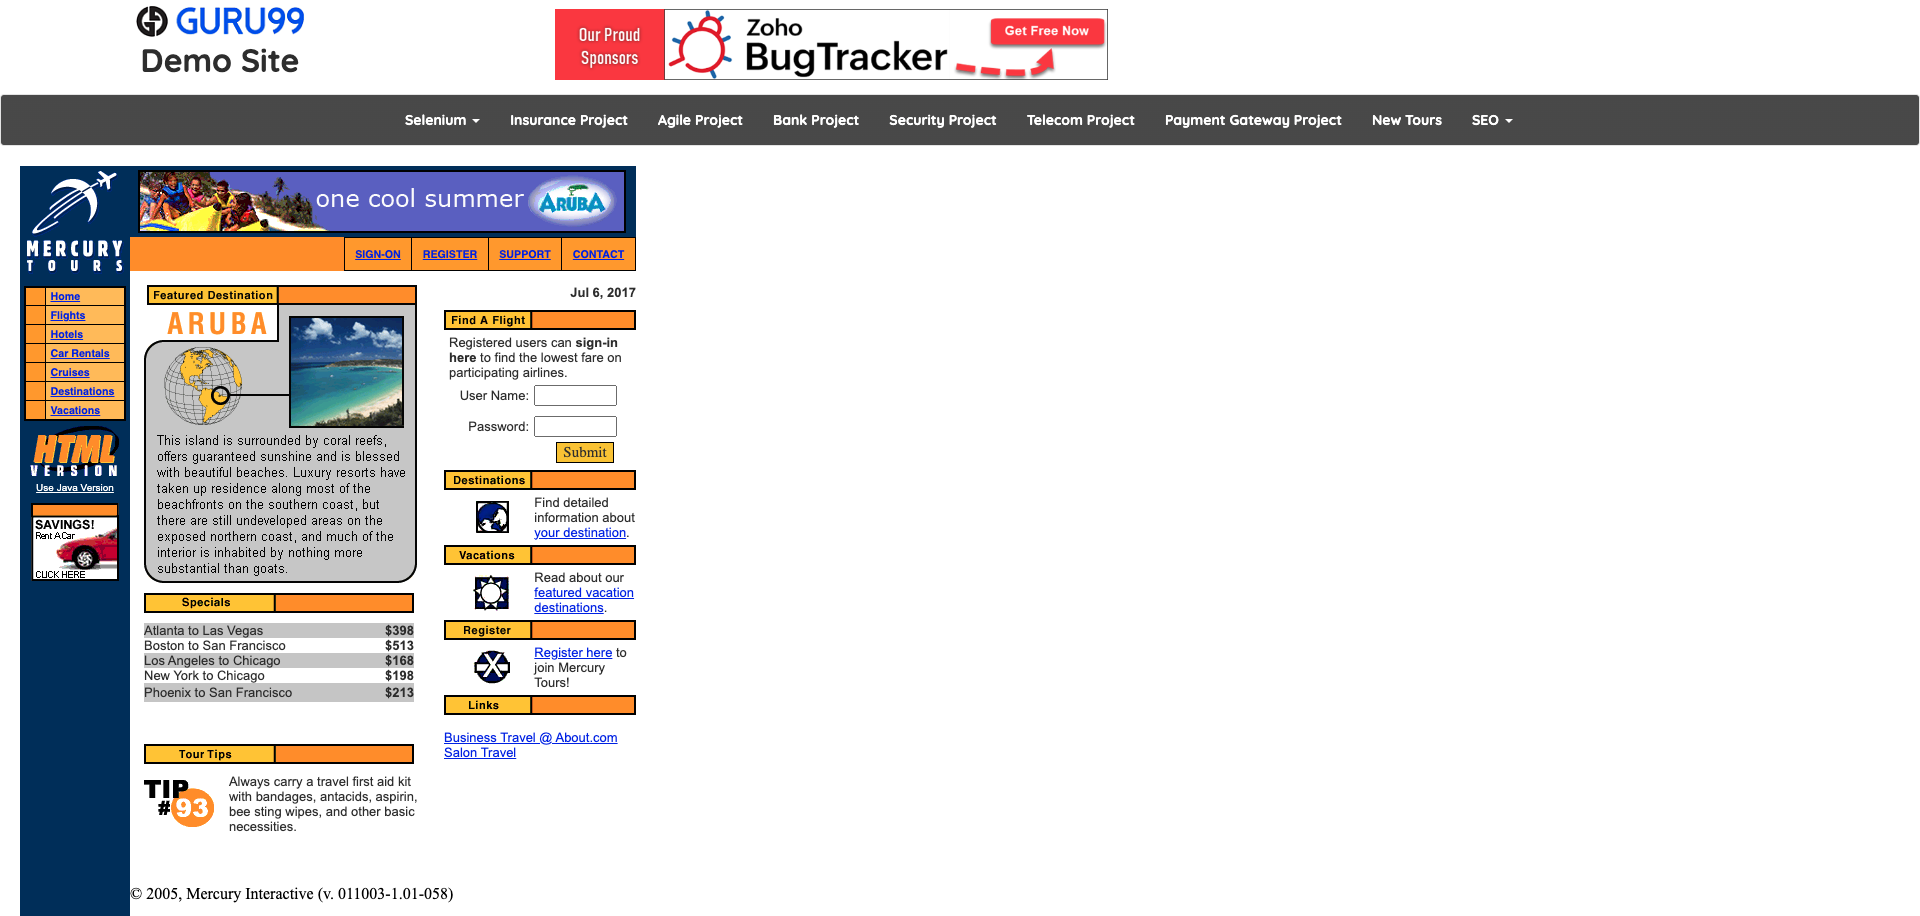 GURU99
Demo Site
Our Proud
Sponsors
Zoho
BugTracker
Get Free Now
Selenium
Insurance Project
Agile Project
Bank Project
Security Project
Telecom Project
Payment Gateway Project
New Tours
SEO
MERCURY
TOURS
one cool summer
ARUBA
SIGN-ON
REGISTER
SUPPORT
CONTACT
Home
Flights
Hotels
Car Rentals
Cruises
Destinations
Vacations
HTML
VERSION
Use Java Version
SAVINGS!
Rent A Car
CLICK HERE
Featured Destination
ARUBA
This island is surrounded by coral reefs,
offers guaranteed sunshine and is blessed
with beautiful beaches. Luxury resorts have
taken up residence along most of the
beachfronts on the southern coast, but
there are still undeveloped areas on the
exposed northern coast, and much of the
interior is inhabited by nothing more
substantial than goats.
Specials
Atlanta to Las Vegas $398
Boston to San Francisco $513
Los Angeles to Chicago $168
New York to Chicago $198
Phoenix to San Francisco $213
Tour Tips
TIP
#93
Always carry a travel first aid kit
with bandages, antacids, aspirin,
bee sting wipes, and other basic
necessities.
Jul 6, 2017
Find A Flight
Registered users can sign-in
here to find the lowest fare on
participating airlines.
User Name:
Password:
Submit
Destinations
Find detailed
information about
your destination.
Vacations
Read about our
featured vacation
destinations.
Register
Register here to
join Mercury
Tours!
Links
Business Travel @ About.com
Salon Travel
© 2005, Mercury Interactive (v. 011003-1.01-058)